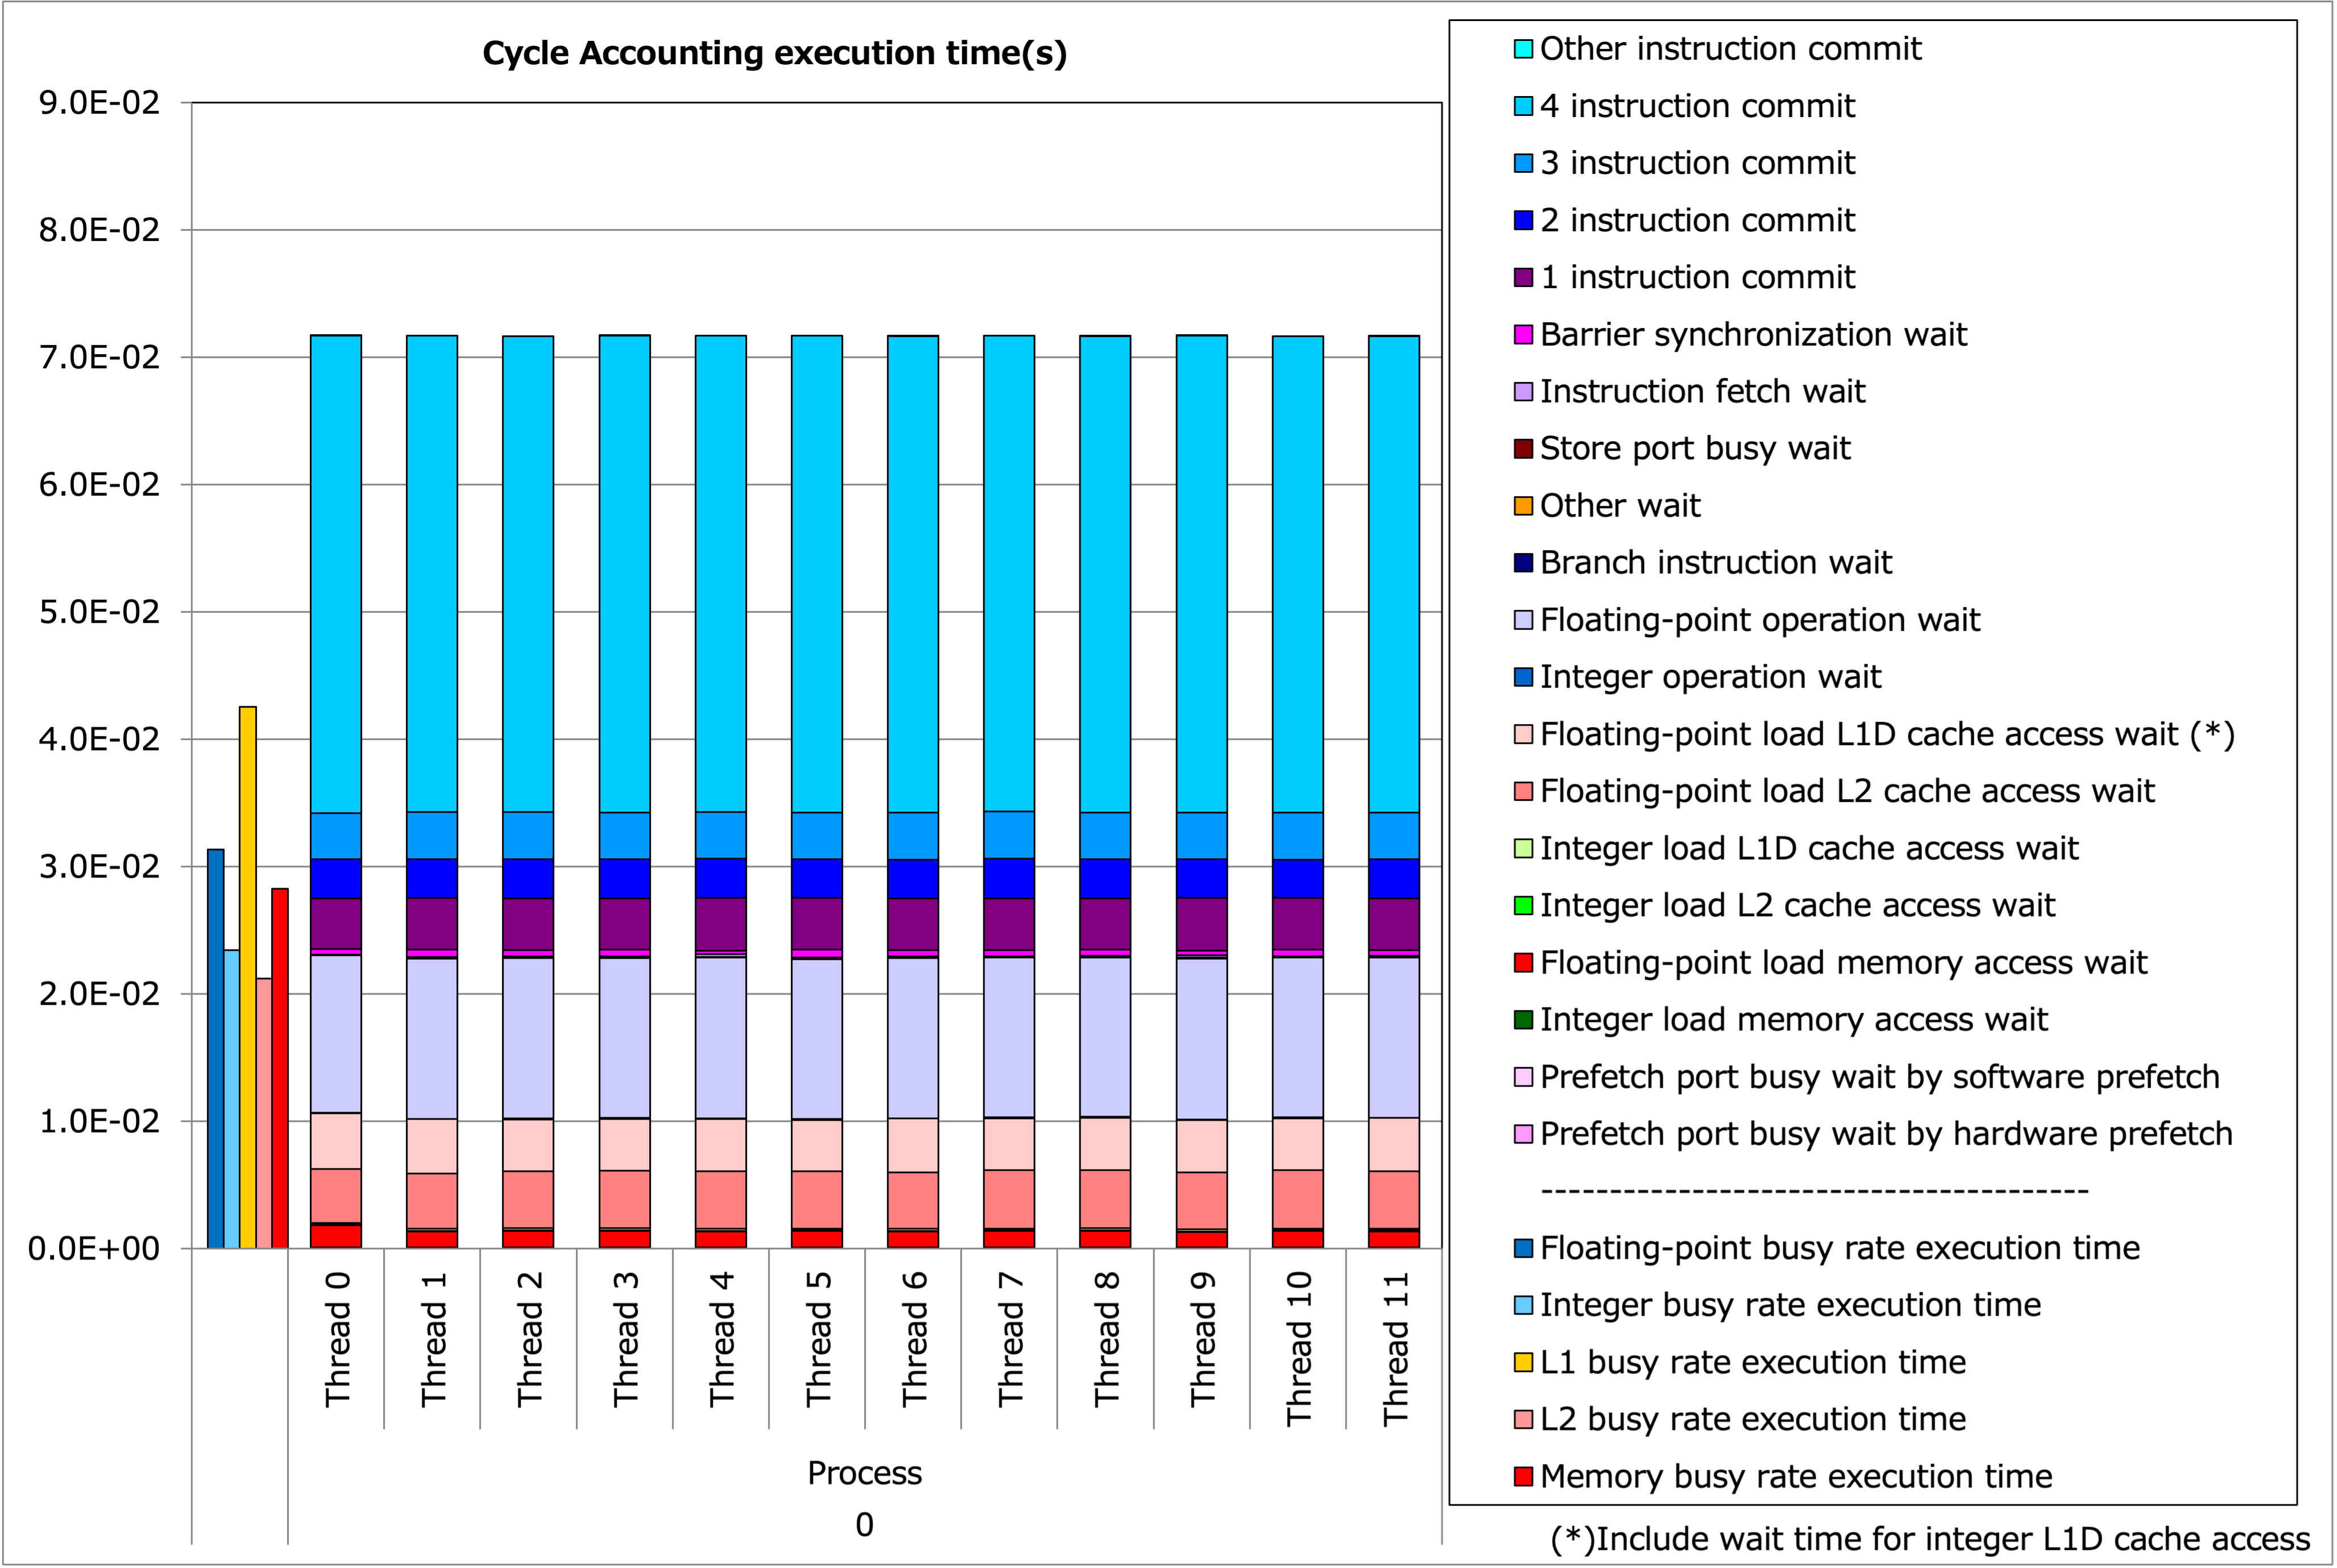 Cycle Accounting execution time(s)
9.0E-02
8.0E-02
7.0E-02
6.0E-02
5.0E-02
4.0E-02
3.0E-02
2.0E-02
1.0E-02
0.0E+00
Thread 0
Thread 1
Thread 2
Thread 3
Thread 4
Thread 5
Thread 6
Thread 7
Thread 8
Thread 9
Thread 10
Thread 11
Process
0
Other instruction commit
4 instruction commit
3 instruction commit
2 instruction commit
1 instruction commit
Barrier synchronization wait
Instruction fetch wait
Store port busy wait
Other wait
Branch instruction wait
Floating-point operation wait
Integer operation wait
Floating-point load L1D cache access wait (*)
Floating-point load L2 cache access wait
Integer load L1D cache access wait
Integer load L2 cache access wait
Floating-point load memory access wait
Integer load memory access wait
Prefetch port busy wait by software prefetch
Prefetch port busy wait by hardware prefetch
----------------------------------------
Floating-point busy rate execution time
Integer busy rate execution time
L1 busy rate execution time
L2 busy rate execution time
Memory busy rate execution time
(*)Include wait time for integer L1D cache access